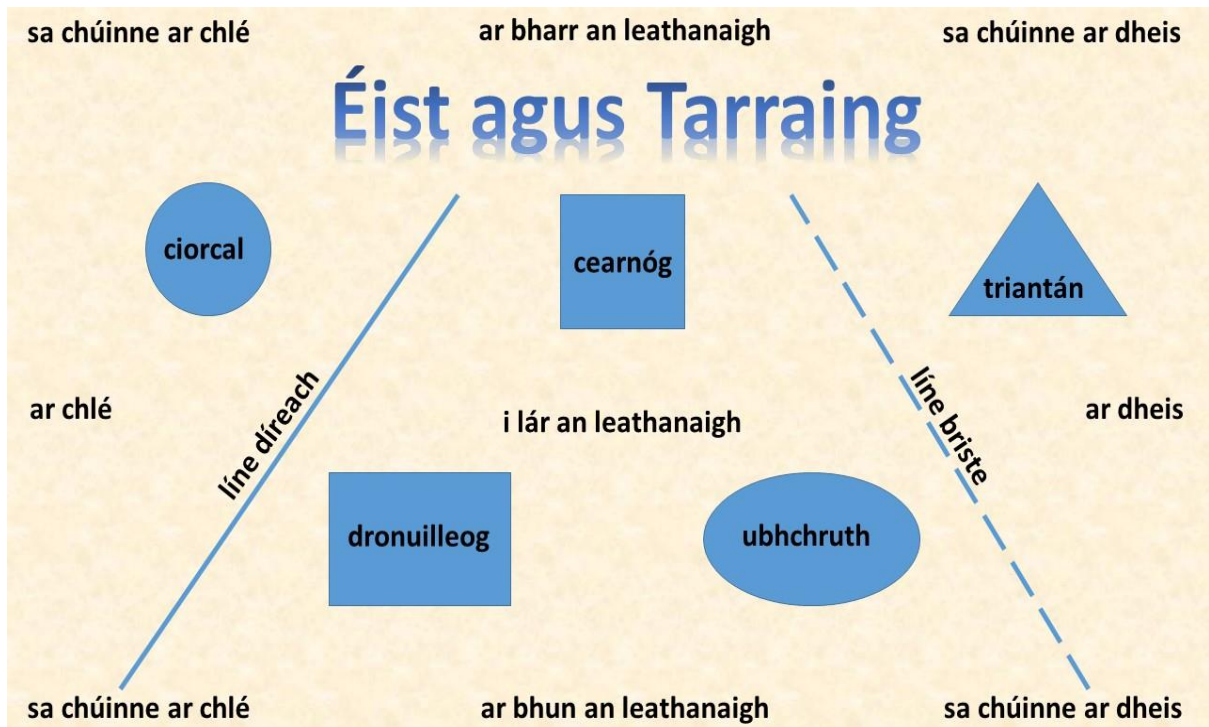 sa chúinne ar chlé
ar bharr an leathanaigh
sa chúinne ar dheis
Éist agus Tarraing
ciorcal
cearnóg
triantán
líne díreach
líne briste
ar chlé
i lár an leathanaigh
ar dheis
dronuilleog
ubhchruth
sa chúinne ar chlé
ar bhun an leathanaigh
sa chúinne ar dheis